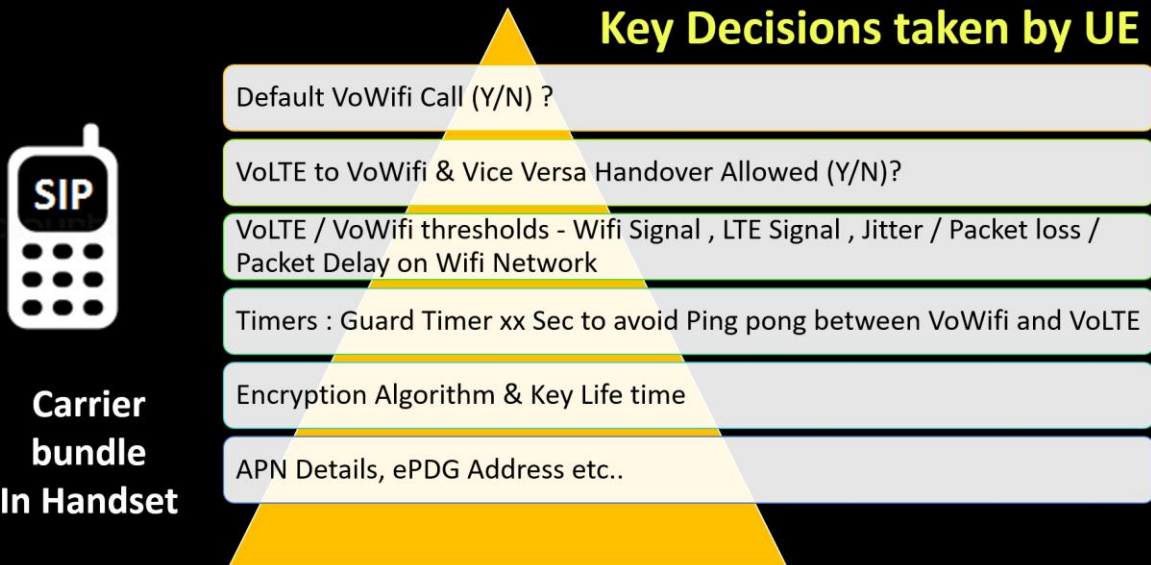 Key Decisions taken by UE
Default VoWifi Call (Y/N) ?
VoLTE to VoWifi & Vice Versa Handover Allowed (Y/N)?
VoLTE / VoWifi thresholds - Wifi Signal , LTE Signal , Jitter / Packet loss /
Packet Delay on Wifi Network
Timers : Guard Timer xx Sec to avoid Ping pong between VoWifi and VoLTE
Encryption Algorithm & Key Life time
APN Details, ePDG Address etc..
SIP
Carrier
bundle
In Handset